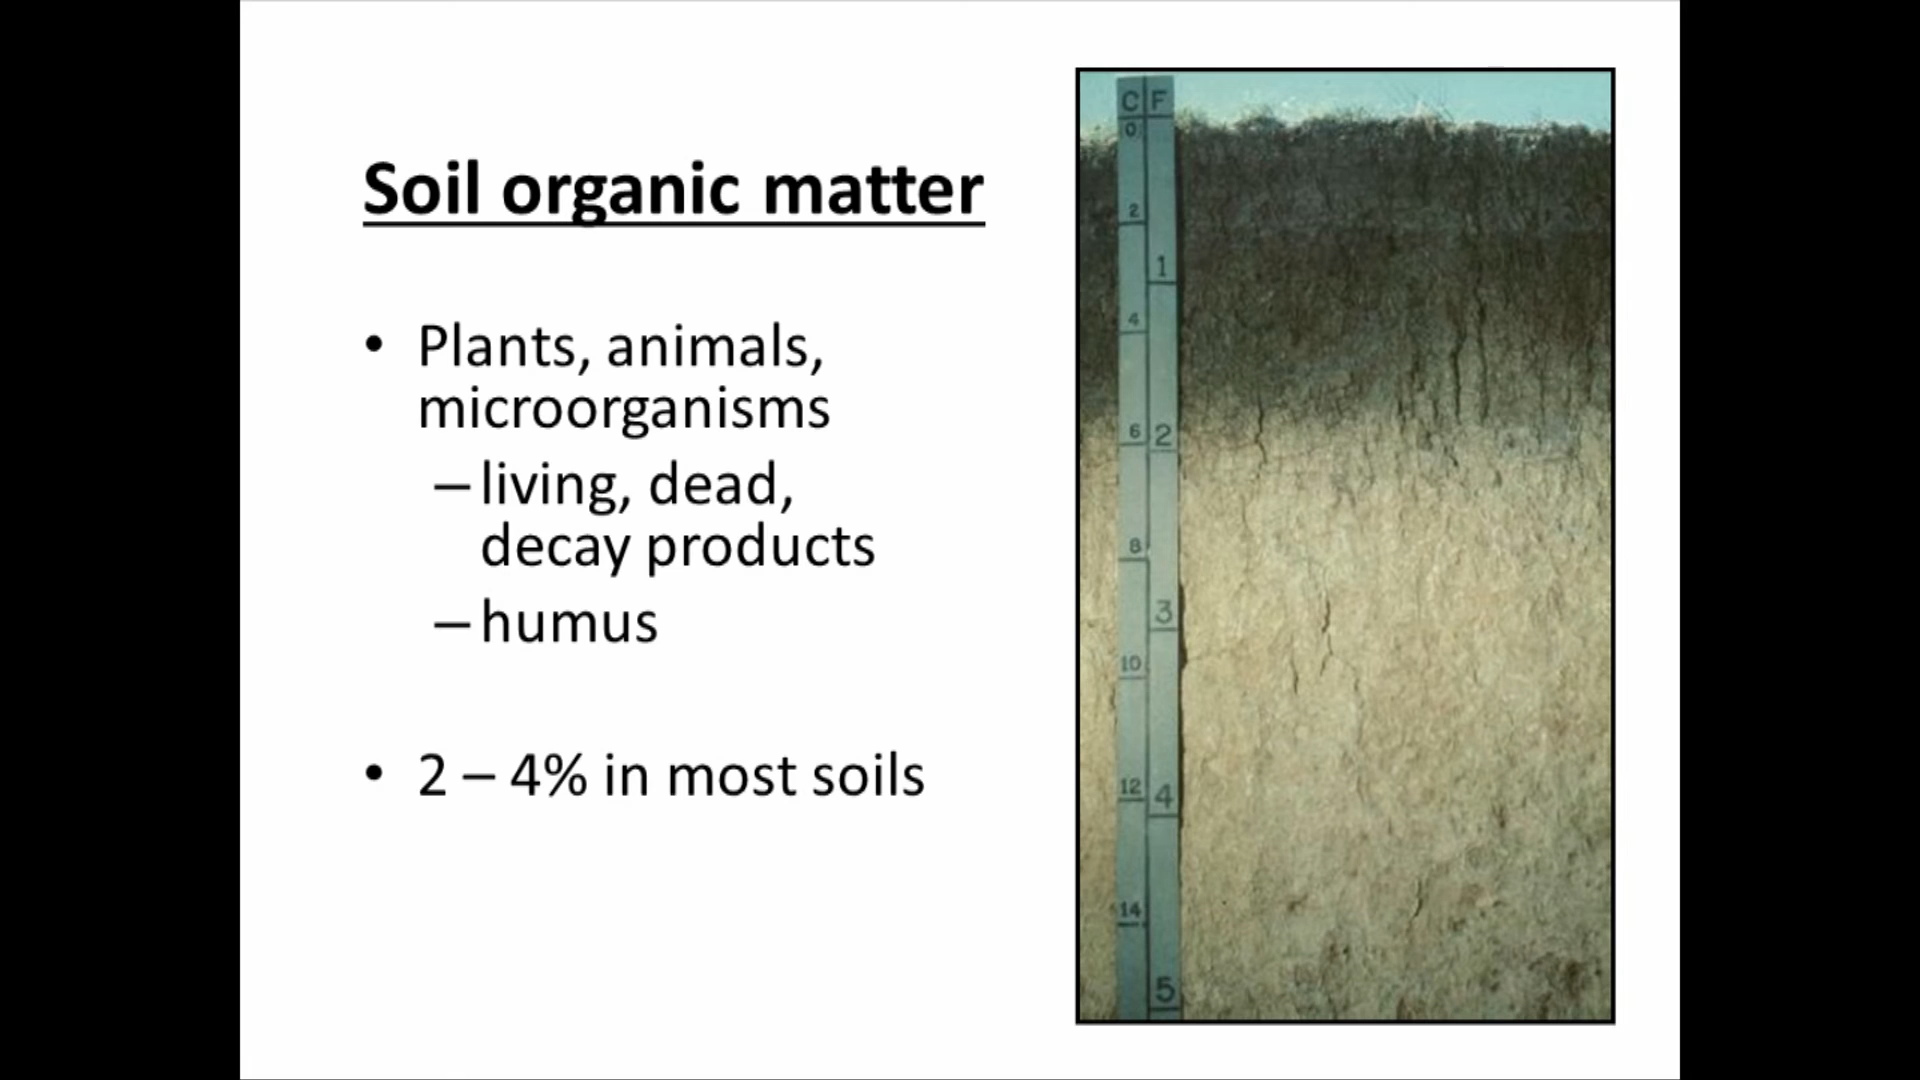 Soil organic matter
• Plants, animals,
microorganisms
– living, dead,
decay products
– humus
• 2 – 4% in most soils
C F
0
2
1
4
6 2
8
3
10
12 4
14
5